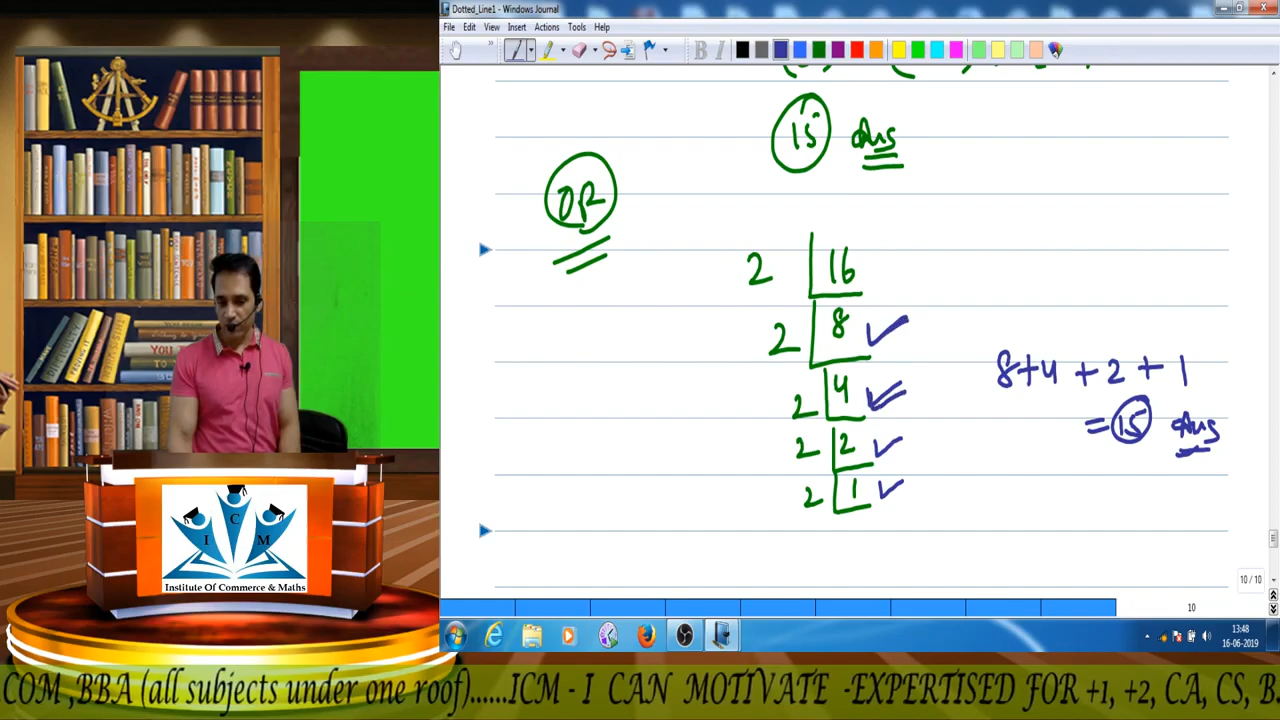 Dotted_Line1 - Windows Journal
File Edit View Insert Actions Tools Help
B I
15 Ans
OR
2 16
2 8
2 4
2 2
2 1
8+4+2+1
=15 Ans
I C M
Institute Of Commerce & Maths
10/10
10
13:48
16-06-2019
.COM ,BBA (all subjects under one roof)......ICM - I CAN MOTIVATE -EXPERTISED FOR +1, +2, CA, CS, B